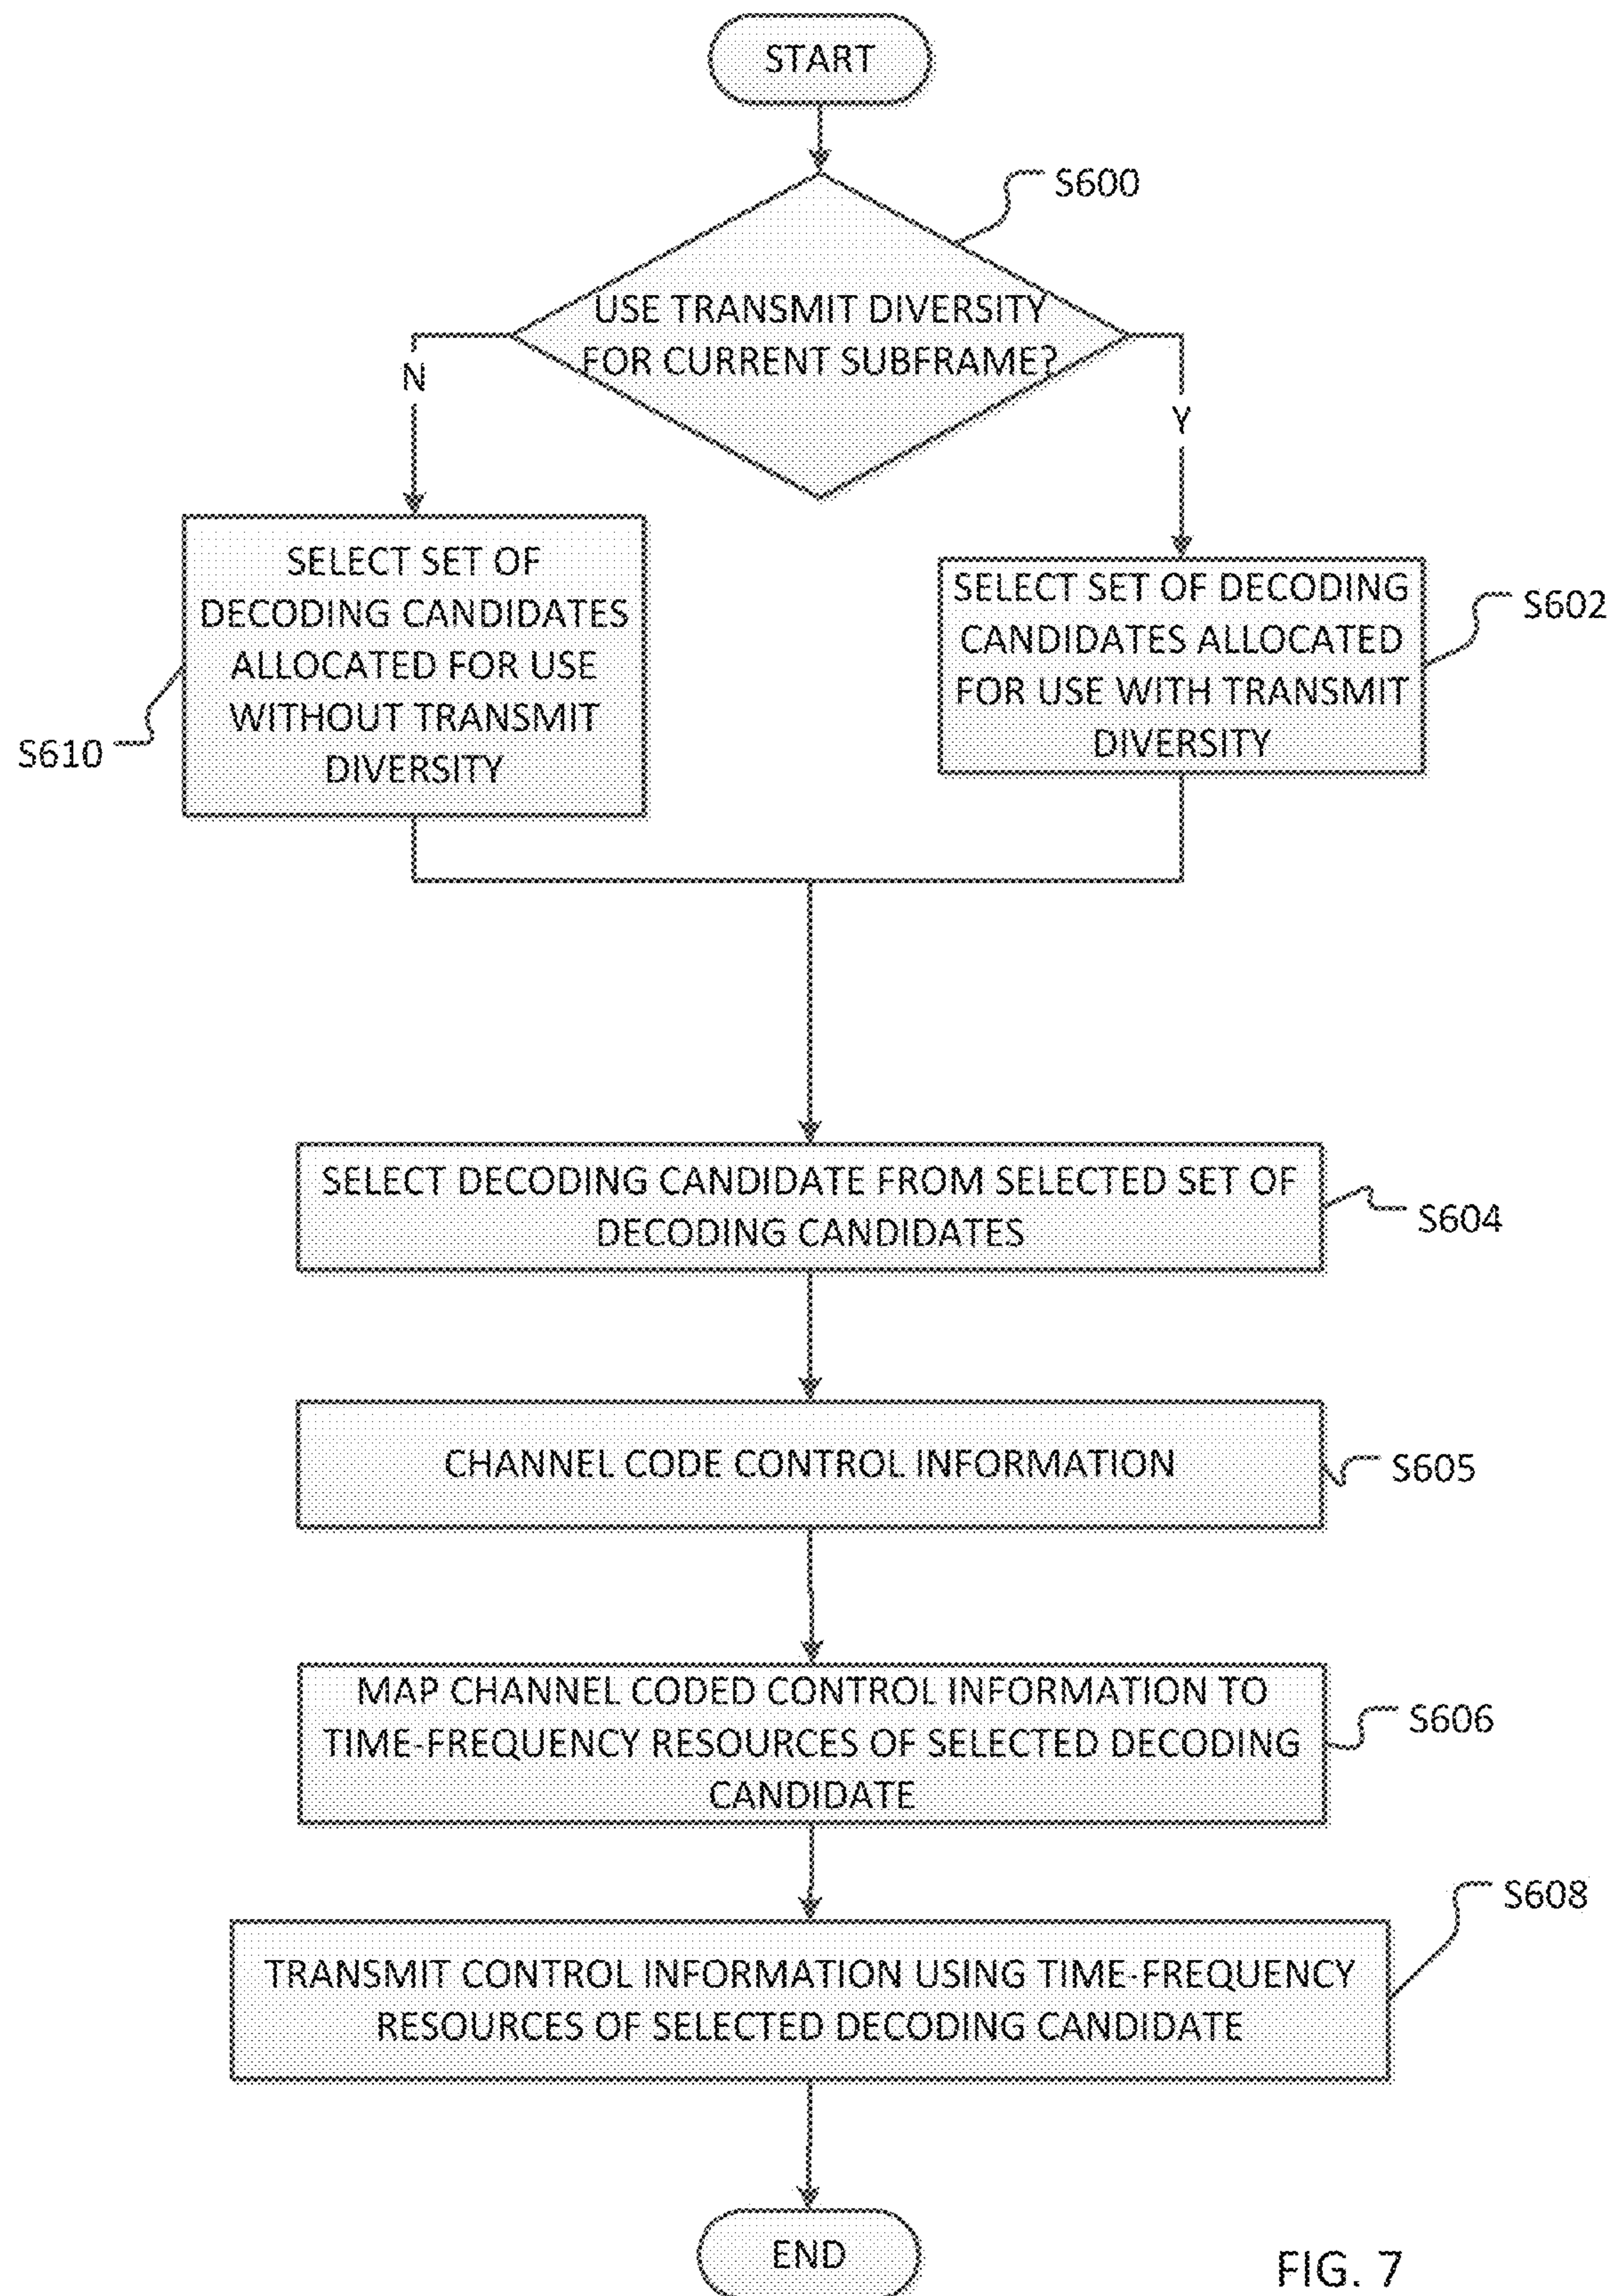 START
S600
USE TRANSMIT DIVERSITY
FOR CURRENT SUBFRAME?
N
Y
SELECT SET OF
DECODING CANDIDATES
ALLOCATED FOR USE
WITHOUT TRANSMIT
DIVERSITY
S610
SELECT SET OF DECODING
CANDIDATES ALLOCATED
FOR USE WITH TRANSMIT
DIVERSITY
S602
SELECT DECODING CANDIDATE FROM SELECTED SET OF
DECODING CANDIDATES
S604
CHANNEL CODE CONTROL INFORMATION
S605
MAP CHANNEL CODED CONTROL INFORMATION TO
TIME-FREQUENCY RESOURCES OF SELECTED DECODING
CANDIDATE
S606
TRANSMIT CONTROL INFORMATION USING TIME-FREQUENCY
RESOURCES OF SELECTED DECODING CANDIDATE
S608
END
FIG. 7